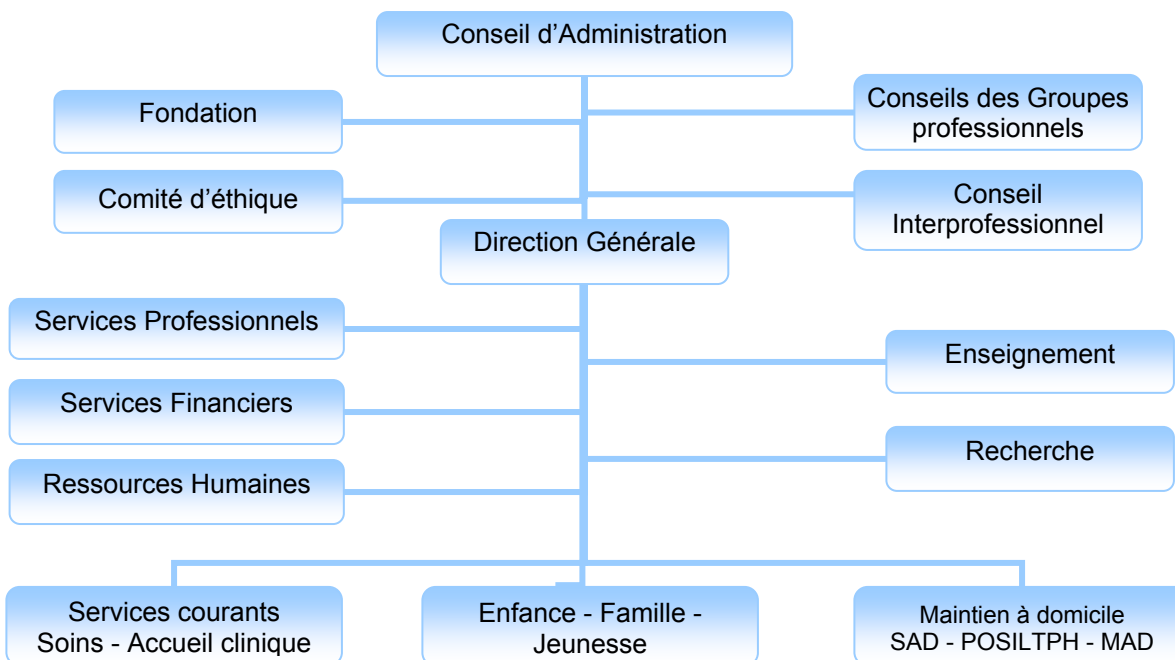 Conseil d’Administration
Fondation
Conseils des Groupes
professionnels
Comité d’éthique
Conseil
Interprofessionnel
Direction Générale
Services Professionnels
Enseignement
Services Financiers
Recherche
Ressources Humaines
Services courants
Soins - Accueil clinique
Enfance - Famille -
Jeunesse
Maintien à domicile
SAD - POSILTPH - MAD